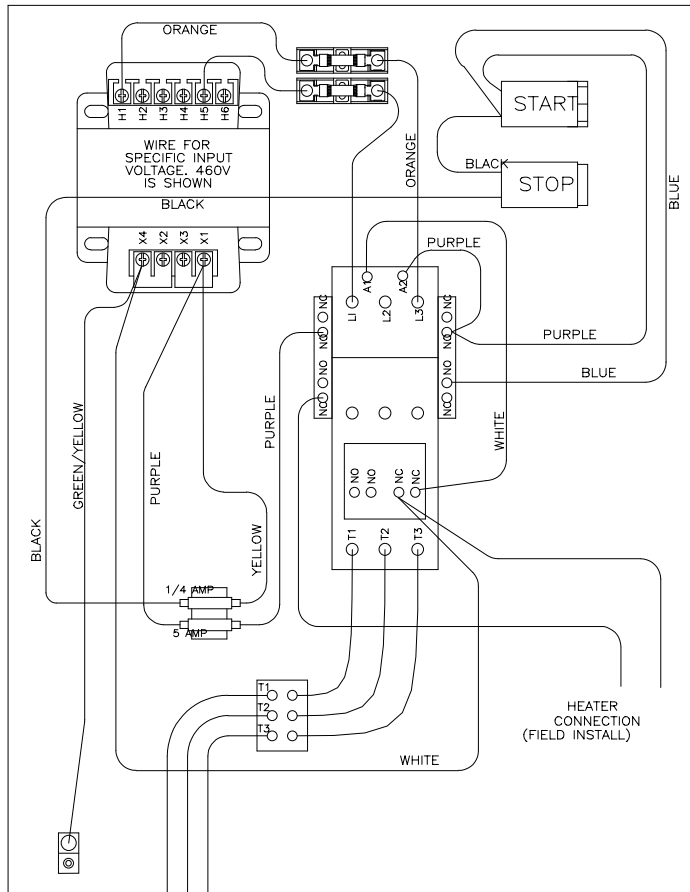 ORANGE
H1 H2 H3 H4 H5 H6
WIRE FOR
SPECIFIC INPUT
VOLTAGE. 460V
IS SHOWN
BLACK
X4 X2 X3 X1
START
BLACK
STOP
ORANGE
BLUE
PURPLE
A1 A2
L1 L2 L3
NC
NO
NO
NC
NC
NO
NO
NC
PURPLE
BLUE
WHITE
PURPLE
GREEN/YELLOW
PURPLE
BLACK
YELLOW
NO NO NC NC
T1 T2 T3
1/4 AMP
5 AMP
T1
T2
T3
WHITE
HEATER
CONNECTION
(FIELD INSTALL)